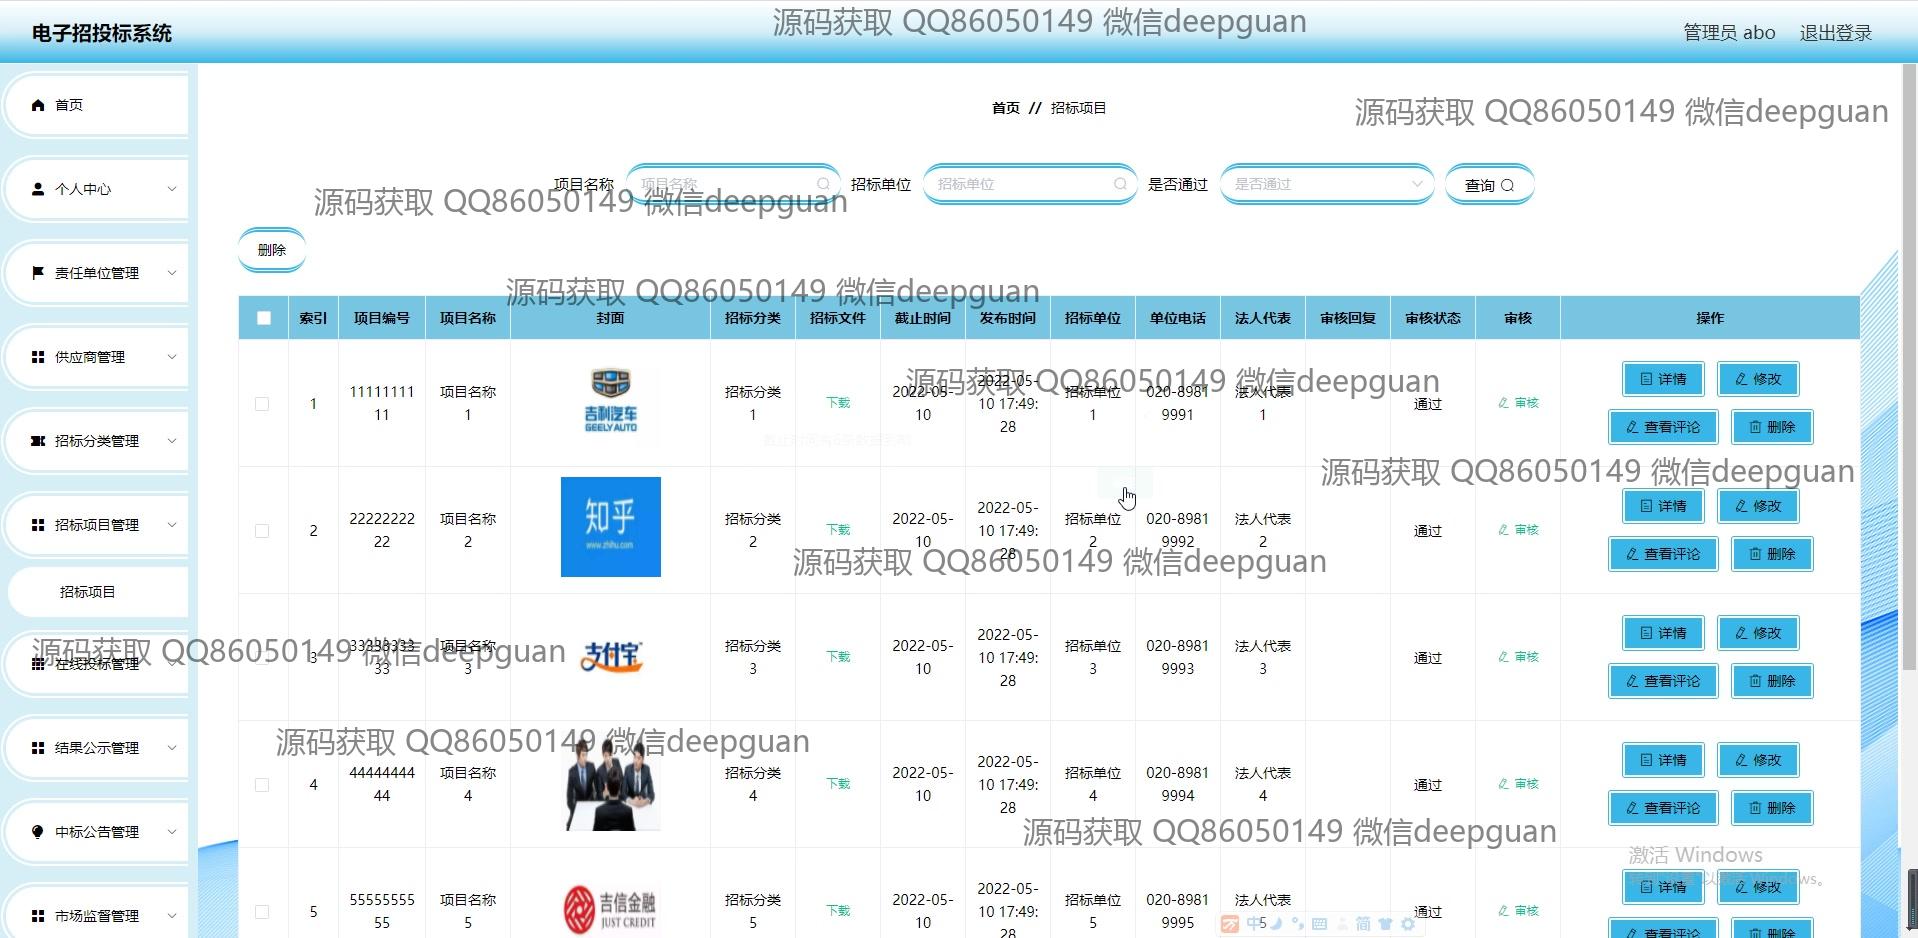 源码获取 QQ86050149 微信deepguan
电子招投标系统
管理员 abo 退出登录
首页
个人中心
责任单位管理
供应商管理
招标分类管理
招标项目管理
招标项目
在线投标管理
结果公示管理
中标公告管理
市场监督管理
首页 // 招标项目
源码获取 QQ86050149 微信deepguan
项目名称 项目名称 招标单位 招标单位 是否通过 是否通过 查询
源码获取 QQ86050149 微信deepguan
删除
源码获取 QQ86050149 微信deepguan
索引 项目编号 项目名称 封面 招标分类 招标文件 截止时间 发布时间 招标单位 单位电话 法人代表 审核回复 审核状态 审核 操作
1 11111111 11 项目名称 1 吉利汽车 GEELY AUTO 招标分类 1 下载 2022-05-10 2022-05-10 17:49:28 招标单位 1 020-8981 9991 法人代表 1 通过 审核 详情 修改 查看评论 删除
源码获取 QQ86050149 微信deepguan
源码获取 QQ86050149 微信deepguan
2 22222222 22 项目名称 2 知乎 www.zhihu.com 招标分类 2 下载 2022-05-10 2022-05-10 17:49:28 招标单位 2 020-8981 9992 法人代表 2 通过 审核 详情 修改 查看评论 删除
源码获取 QQ86050149 微信deepguan
3 33333333 33 项目名称 3 支付宝 招标分类 3 下载 2022-05-10 2022-05-10 17:49:28 招标单位 3 020-8981 9993 法人代表 3 通过 审核 详情 修改 查看评论 删除
源码获取 QQ86050149 微信deepguan
源码获取 QQ86050149 微信deepguan
4 44444444 44 项目名称 4 招标分类 4 下载 2022-05-10 2022-05-10 17:49:28 招标单位 4 020-8981 9994 法人代表 4 通过 审核 详情 修改 查看评论 删除
源码获取 QQ86050149 微信deepguan
激活 Windows
5 55555555 55 项目名称 5 吉信金融 JUST CREDIT 招标分类 5 下载 2022-05-10 2022-05-10 17:49:28 招标单位 5 020-8981 9995 法人代表 5 通过 审核 详情 修改 查看评论 删除
中 简